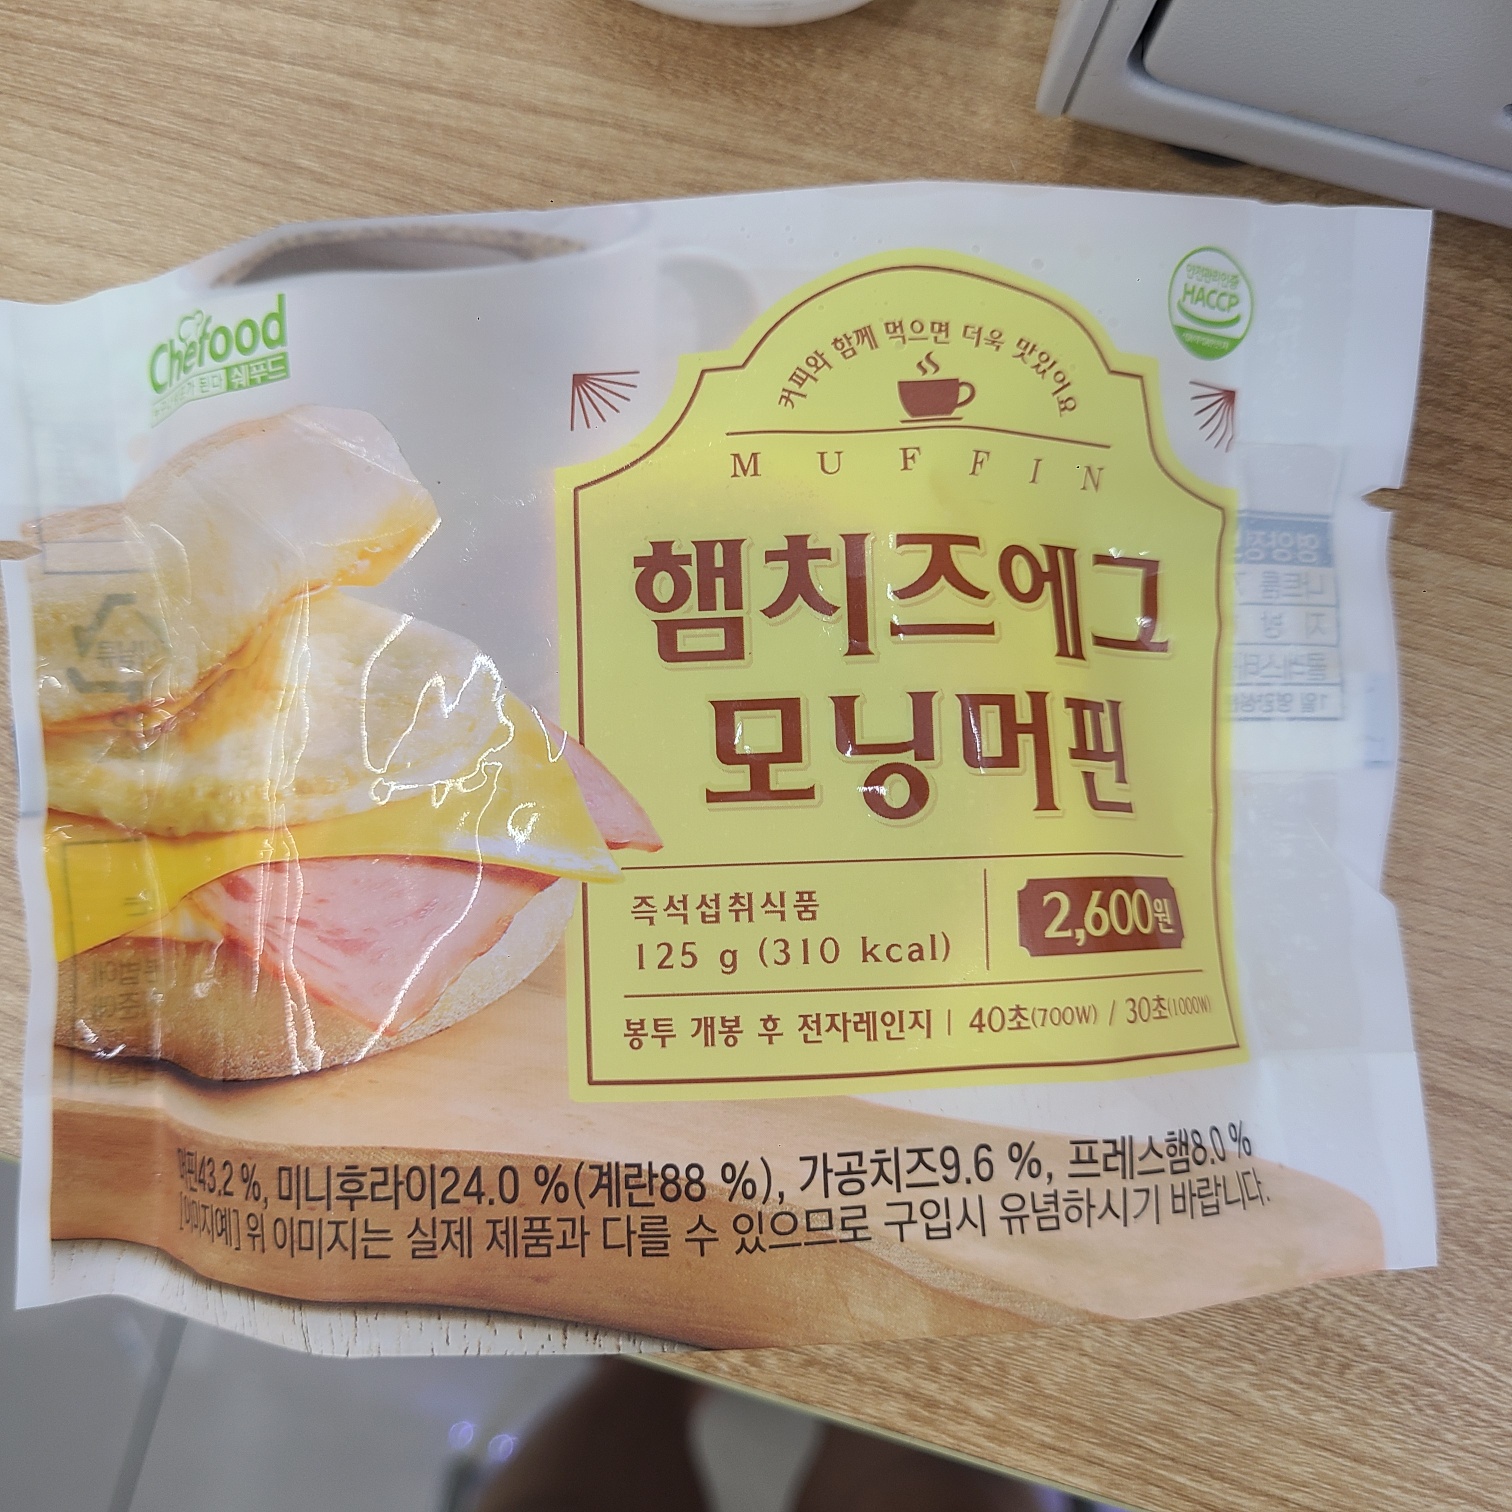 Chefood
쉐푸드
HACCP
커피와 함께 먹으면 더욱 맛있어요
MUFFIN
햄치즈에그
모닝머핀
즉석섭취식품
125 g (310 kcal)
2,600원
봉투 개봉 후 전자레인지 | 40초(700W) / 30초(1000W)
머핀43.2 %, 미니후라이24.0 %(계란88 %), 가공치즈9.6 %, 프레스햄8.0 %
[이미지예] 위 이미지는 실제 제품과 다를 수 있으므로 구입시 유념하시기 바랍니다.